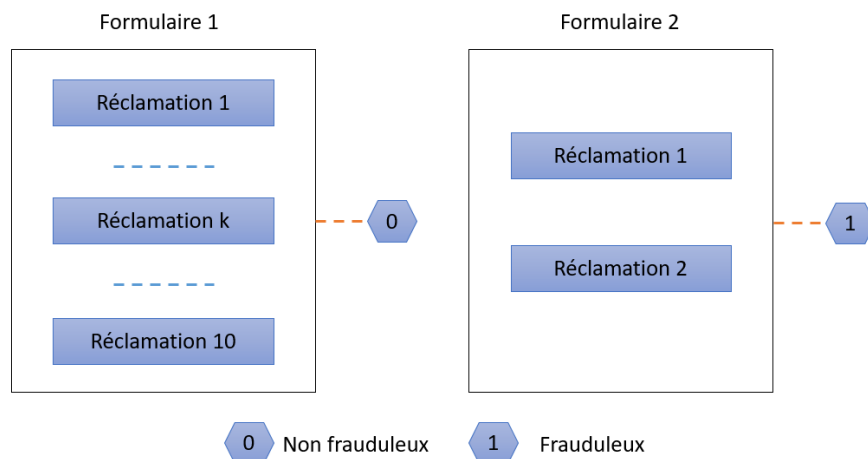 Formulaire 1
Réclamation 1
Réclamation k
0
Réclamation 10
Formulaire 2
Réclamation 1
1
Réclamation 2
0 Non frauduleux
1 Frauduleux